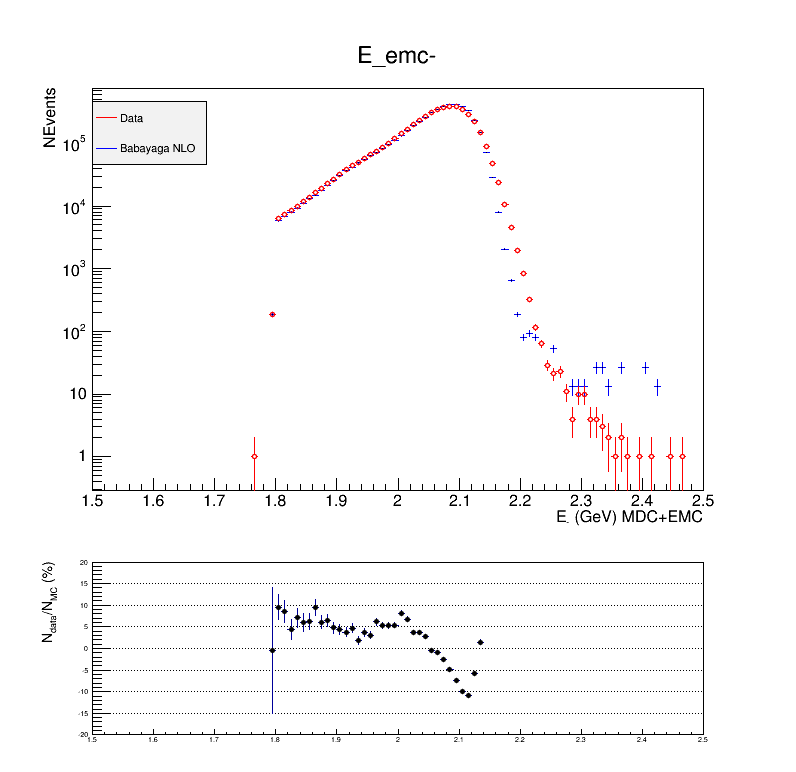 E_emc-
NEvents
Data
Babayaga NLO
10^5
10^4
10^3
10^2
10
1
1.5 1.6 1.7 1.8 1.9 2 2.1 2.2 2.3 2.4 2.5
E_- (GeV) MDC+EMC
N_data/N_MC (%)
20
15
10
5
0
-5
-10
-15
-20
1.5 1.6 1.7 1.8 1.9 2 2.1 2.2 2.3 2.4 2.5